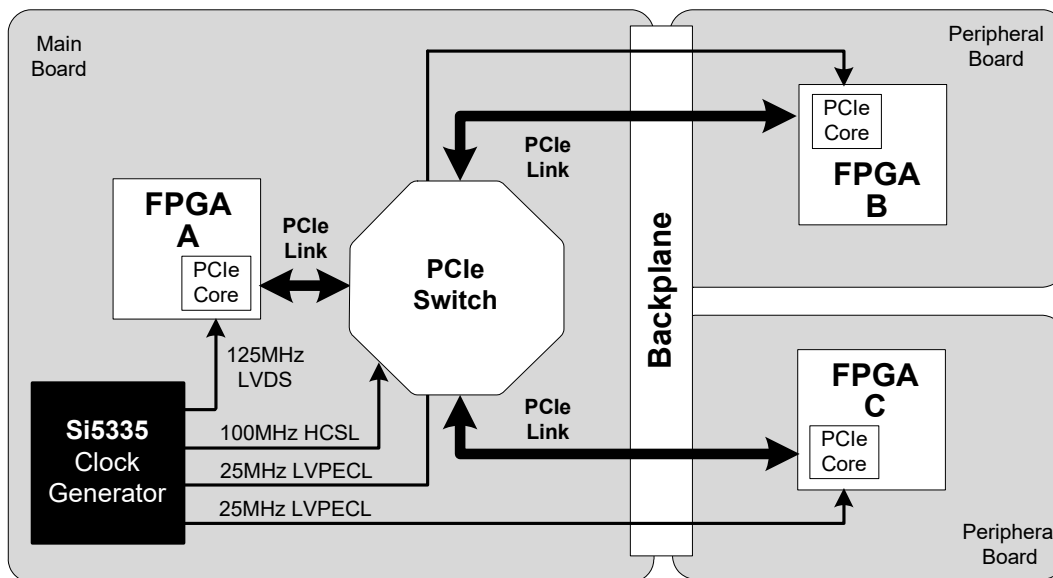 Main
Board
Peripheral
Board
PCIe
Core
FPGA
B
PCIe
Link
FPGA
A
PCIe
Core
PCIe
Link
PCIe
Switch
Backplane
125MHz
LVDS
Si5335
Clock
Generator
100MHz HCSL
25MHz LVPECL
25MHz LVPECL
PCIe
Link
FPGA
C
PCIe
Core
Periphera
Board